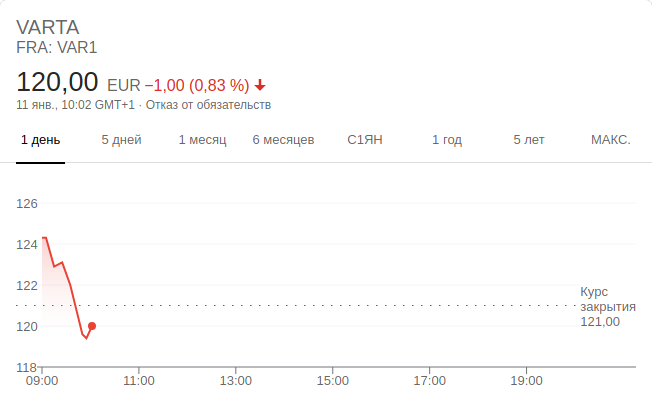 VARTA
FRA: VAR1
120,00 EUR −1,00 (0,83 %)
11 янв., 10:02 GMT+1 · Отказ от обязательств
1 день 5 дней 1 месяц 6 месяцев С1ЯН 1 год 5 лет МАКС.
126
124
122
120
118
Курс
закрытия
121,00
09:00 11:00 13:00 15:00 17:00 19:00